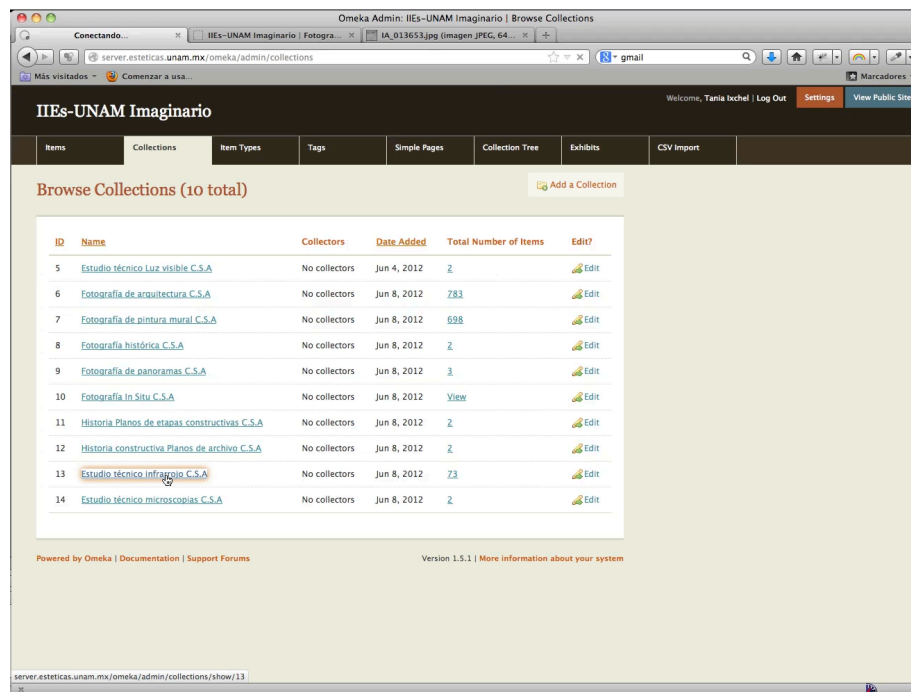 Omeka Admin: IIEs-UNAM Imaginario | Browse Collections
Conectando...
IIEs-UNAM Imaginario | Fotogra...
IA_013653.jpg (imagen JPEG, 64...
server.esteticas.unam.mx/omeka/admin/collections
gmail
Más visitados
Comenzar a usa...
Marcadores
IIEs-UNAM Imaginario
Welcome, Tania Ixchel | Log Out
Settings
View Public Site
Items Collections Item Types Tags Simple Pages Collection Tree Exhibits CSV Import
Browse Collections (10 total)
Add a Collection
ID Name Collectors Date Added Total Number of Items Edit?
5 Estudio técnico Luz visible C.S.A No collectors Jun 4, 2012 2 Edit
6 Fotografía de arquitectura C.S.A No collectors Jun 8, 2012 783 Edit
7 Fotografía de pintura mural C.S.A No collectors Jun 8, 2012 698 Edit
8 Fotografía histórica C.S.A No collectors Jun 8, 2012 2 Edit
9 Fotografía de panoramas C.S.A No collectors Jun 8, 2012 3 Edit
10 Fotografía In Situ C.S.A No collectors Jun 8, 2012 View Edit
11 Historia Planos de etapas constructivas C.S.A No collectors Jun 8, 2012 2 Edit
12 Historia constructiva Planos de archivo C.S.A No collectors Jun 8, 2012 2 Edit
13 Estudio técnico infrarrojo C.S.A No collectors Jun 8, 2012 73 Edit
14 Estudio técnico microscopias C.S.A No collectors Jun 8, 2012 2 Edit
Powered by Omeka | Documentation | Support Forums
Version 1.5.1 | More information about your system
server.esteticas.unam.mx/omeka/admin/collections/show/13